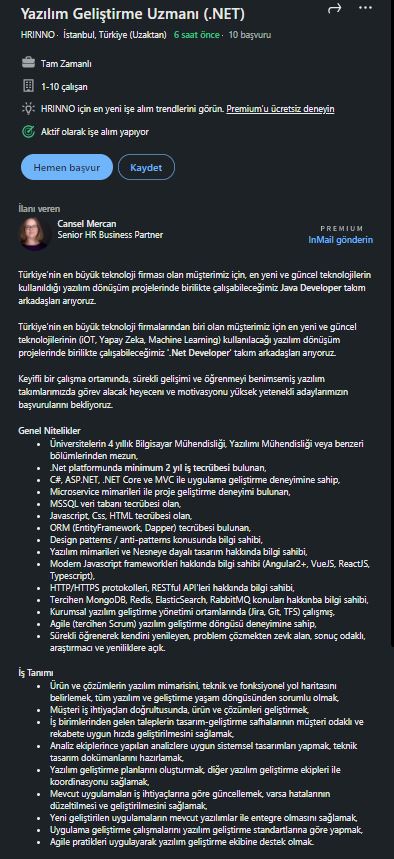 Yazılım Geliştirme Uzmanı (.NET)
HRINNO · İstanbul, Türkiye (Uzaktan) 6 saat önce · 10 başvuru
Tam Zamanlı
1-10 çalışan
HRINNO için en yeni işe alım trendlerini görün. Premium'u ücretsiz deneyin
Aktif olarak işe alım yapıyor
Hemen başvur
Kaydet
İlanı veren
Cansel Mercan
Senior HR Business Partner
PREMIUM
InMail gönderin
Türkiye'nin en büyük teknoloji firması olan müşterimiz için, en yeni ve güncel teknolojilerin
kullanıldığı yazılım dönüşüm projelerinde birilikte çalışabileceğimiz Java Developer takım
arkadaşları arıyoruz.
Türkiye'nin en büyük teknoloji firmalarından biri olan müşterimiz için en yeni ve güncel
teknolojilerinin (iOT, Yapay Zeka, Machine Learning) kullanılacağı yazılım dönüşüm
projelerinde birilikte çalışabileceğimiz '.Net Developer' takım arkadaşları arıyoruz.
Keyifli bir çalışma ortamında, sürekli gelişimi ve öğrenmeyi benimsemiş yazılım
takımlarımızda görev alacak heyecenı ve motivasyonu yüksek yetenekli adaylarımızın
başvurularını bekliyoruz.
Genel Nitelikler
• Üniversitelerin 4 yıllık Bilgisayar Mühendisliği, Yazılımı Mühendisliği veya benzeri
bölümlerinden mezun,
• .Net platformunda minimum 2 yıl iş tecrübesi bulunan,
• C#, ASP.NET, .NET Core ve MVC ile uygulama geliştirme deneyimine sahip,
• Microservice mimarileri ile proje geliştirme deneyimi bulunan,
• MSSQL veri tabanı tecrübesi olan,
• Javascript, Css, HTML tecrübesi olan,
• ORM (EntityFramework, Dapper) tecrübesi bulunan,
• Design patterns / anti-patterns konusunda bilgi sahibi,
• Yazılım mimarileri ve Nesneye dayalı tasarım hakkında bilgi sahibi,
• Modern Javascript frameworkleri hakkında bilgi sahibi (Angular2+, VueJS, ReactJS,
Typescript),
• HTTP/HTTPS protokolleri, RESTful API'leri hakkında bilgi sahibi,
• Tercihen MongoDB, Redis, ElasticSearch, RabbitMQ konuları hakkınba bilgi sahibi,
• Kurumsal yazılım geliştirme yönetimi ortamlarında (Jira, Git, TFS) çalışmış,
• Agile (tercihen Scrum) yazılım geliştirme döngüsü deneyimine sahip,
• Sürekli öğrenerek kendini yenileyen, problem çözmekten zevk alan, sonuç odaklı,
araştırmacı ve yeniliklere açık.
İş Tanımı
• Ürün ve çözümlerin yazılım mimarisini, teknik ve fonksiyonel yol haritasını
belirlemek, tüm yazılım ve geliştirme yaşam döngüsünden sorumlu olmak,
• Müşteri iş ihtiyaçları doğrultusunda, ürün ve çözümleri geliştirmek,
• İş birimlerinden gelen taleplerin tasarım-geliştirme safhalarının müşteri odaklı ve
rekabete uygun hızda geliştirilmesini sağlamak,
• Analiz ekiplerince yapılan analizlere uygun sistemsel tasarımları yapmak, teknik
tasarım dokümanlarını hazırlamak,
• Yazılım geliştirme planlarını oluşturmak, diğer yazılım geliştirme ekipleri ile
koordinasyonu sağlamak,
• Mevcut uygulamaları iş ihtiyaçlarına göre güncellemek, varsa hatalarının
düzeltilmesi ve geliştirilmesini sağlamak,
• Yeni geliştirilen uygulamaların mevcut yazılımlar ile entegre olmasını sağlamak,
• Uygulama geliştirme çalışmalarını yazılım geliştirme standartlarına göre yapmak,
• Agile pratikleri uygulayarak yazılım geliştirme ekibine destek olmak.